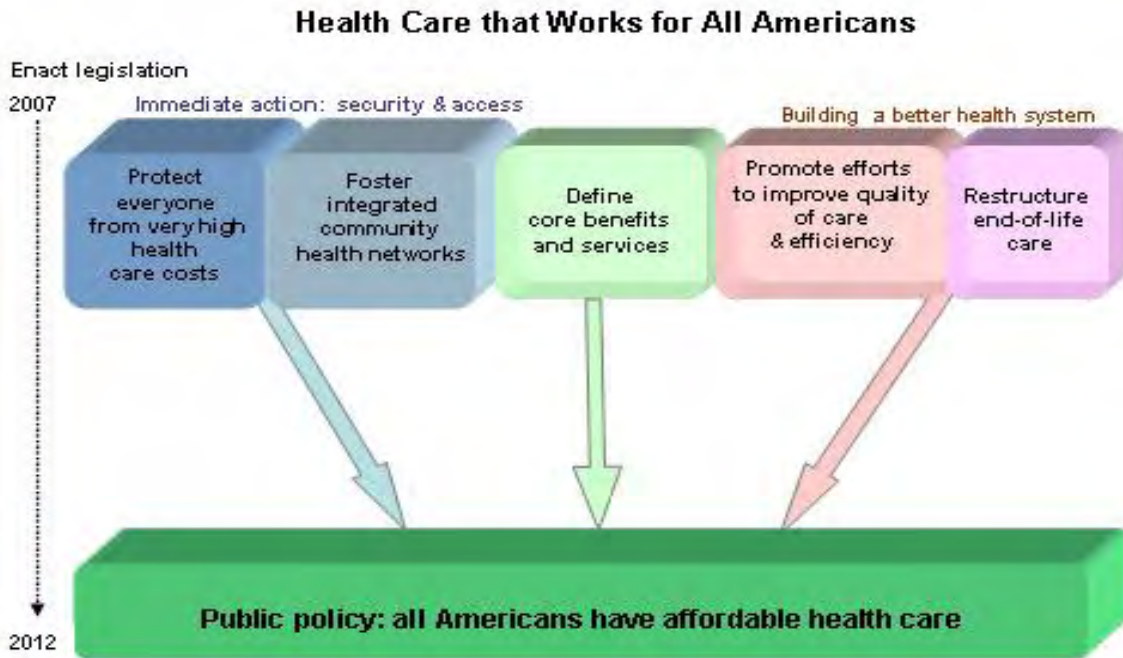 Health Care that Works for All Americans
Enact legislation
2007
Immediate action: security & access
Building a better health system
Protect
everyone
from very high
health
care costs
Foster
integrated
community
health networks
Define
core benefits
and services
Promote efforts
to improve quality
of care
& efficiency
Restructure
end-of-life
care
Public policy: all Americans have affordable health care
2012